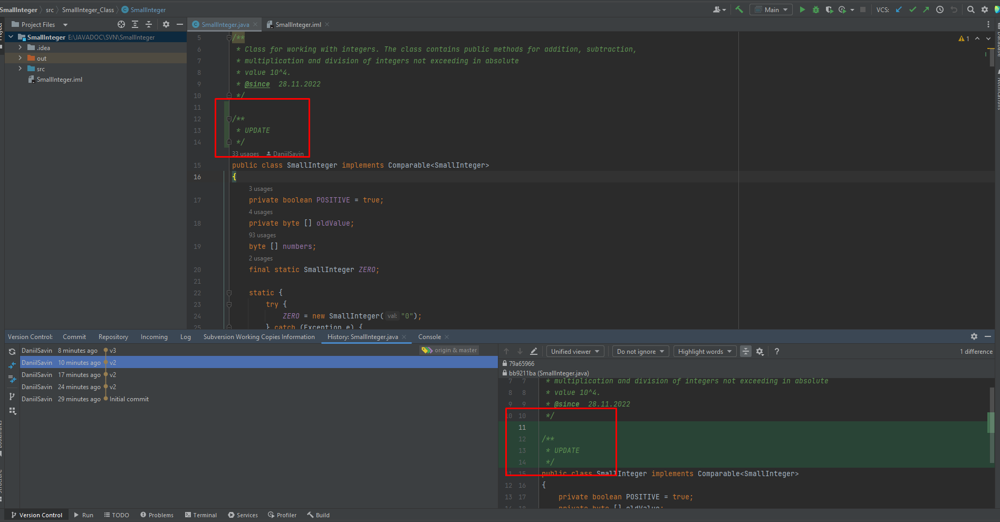 SmallInteger src SmallInteger_Class SmallInteger
Main VCS:
Project Files SmallInteger.java SmallInteger.iml
SmallInteger E:\JAVADOC\SVN\SmallInteger
.idea
out
src
SmallInteger.iml
1
5 /**
6 * Class for working with integers. The class contains public methods for addition, subtraction,
7 * multiplication and division of integers not exceeding in absolute
8 * value 10^4.
9 * @since 28.11.2022
10 */
11
12 /**
13 * UPDATE
14 */
33 usages DaniilSavin
15 public class SmallInteger implements Comparable<SmallInteger>
16 {
3 usages
17 private boolean POSITIVE = true;
4 usages
18 private byte [] oldValue;
93 usages
19 byte [] numbers;
2 usages
20 final static SmallInteger ZERO;
21
22 static {
23 try {
24 ZERO = new SmallInteger( val: "0");
25 } catch (Exception e) {
Database
Notifications
Version Control: Commit Repository Incoming Log Subversion Working Copies Information History: SmallInteger.java Console
DaniilSavin 8 minutes ago v3 origin & master
DaniilSavin 10 minutes ago v2
DaniilSavin 17 minutes ago v2
DaniilSavin 24 minutes ago v2
DaniilSavin 29 minutes ago Initial commit
Unified viewer Do not ignore Highlight words ? 1 difference
79a65966
bb9211ba (SmallInteger.java)
7 7 * multiplication and division of integers not exceeding in absolute
8 8 * value 10^4.
9 9 * @since 28.11.2022
10 10 */
11
12 /**
13 * UPDATE
14 */
11 15 public class SmallInteger implements Comparable<SmallInteger>
12 16 {
13 17 private boolean POSITIVE = true;
14 18 private byte [] oldValue;
Version Control Run TODO Problems Terminal Services Profiler Build